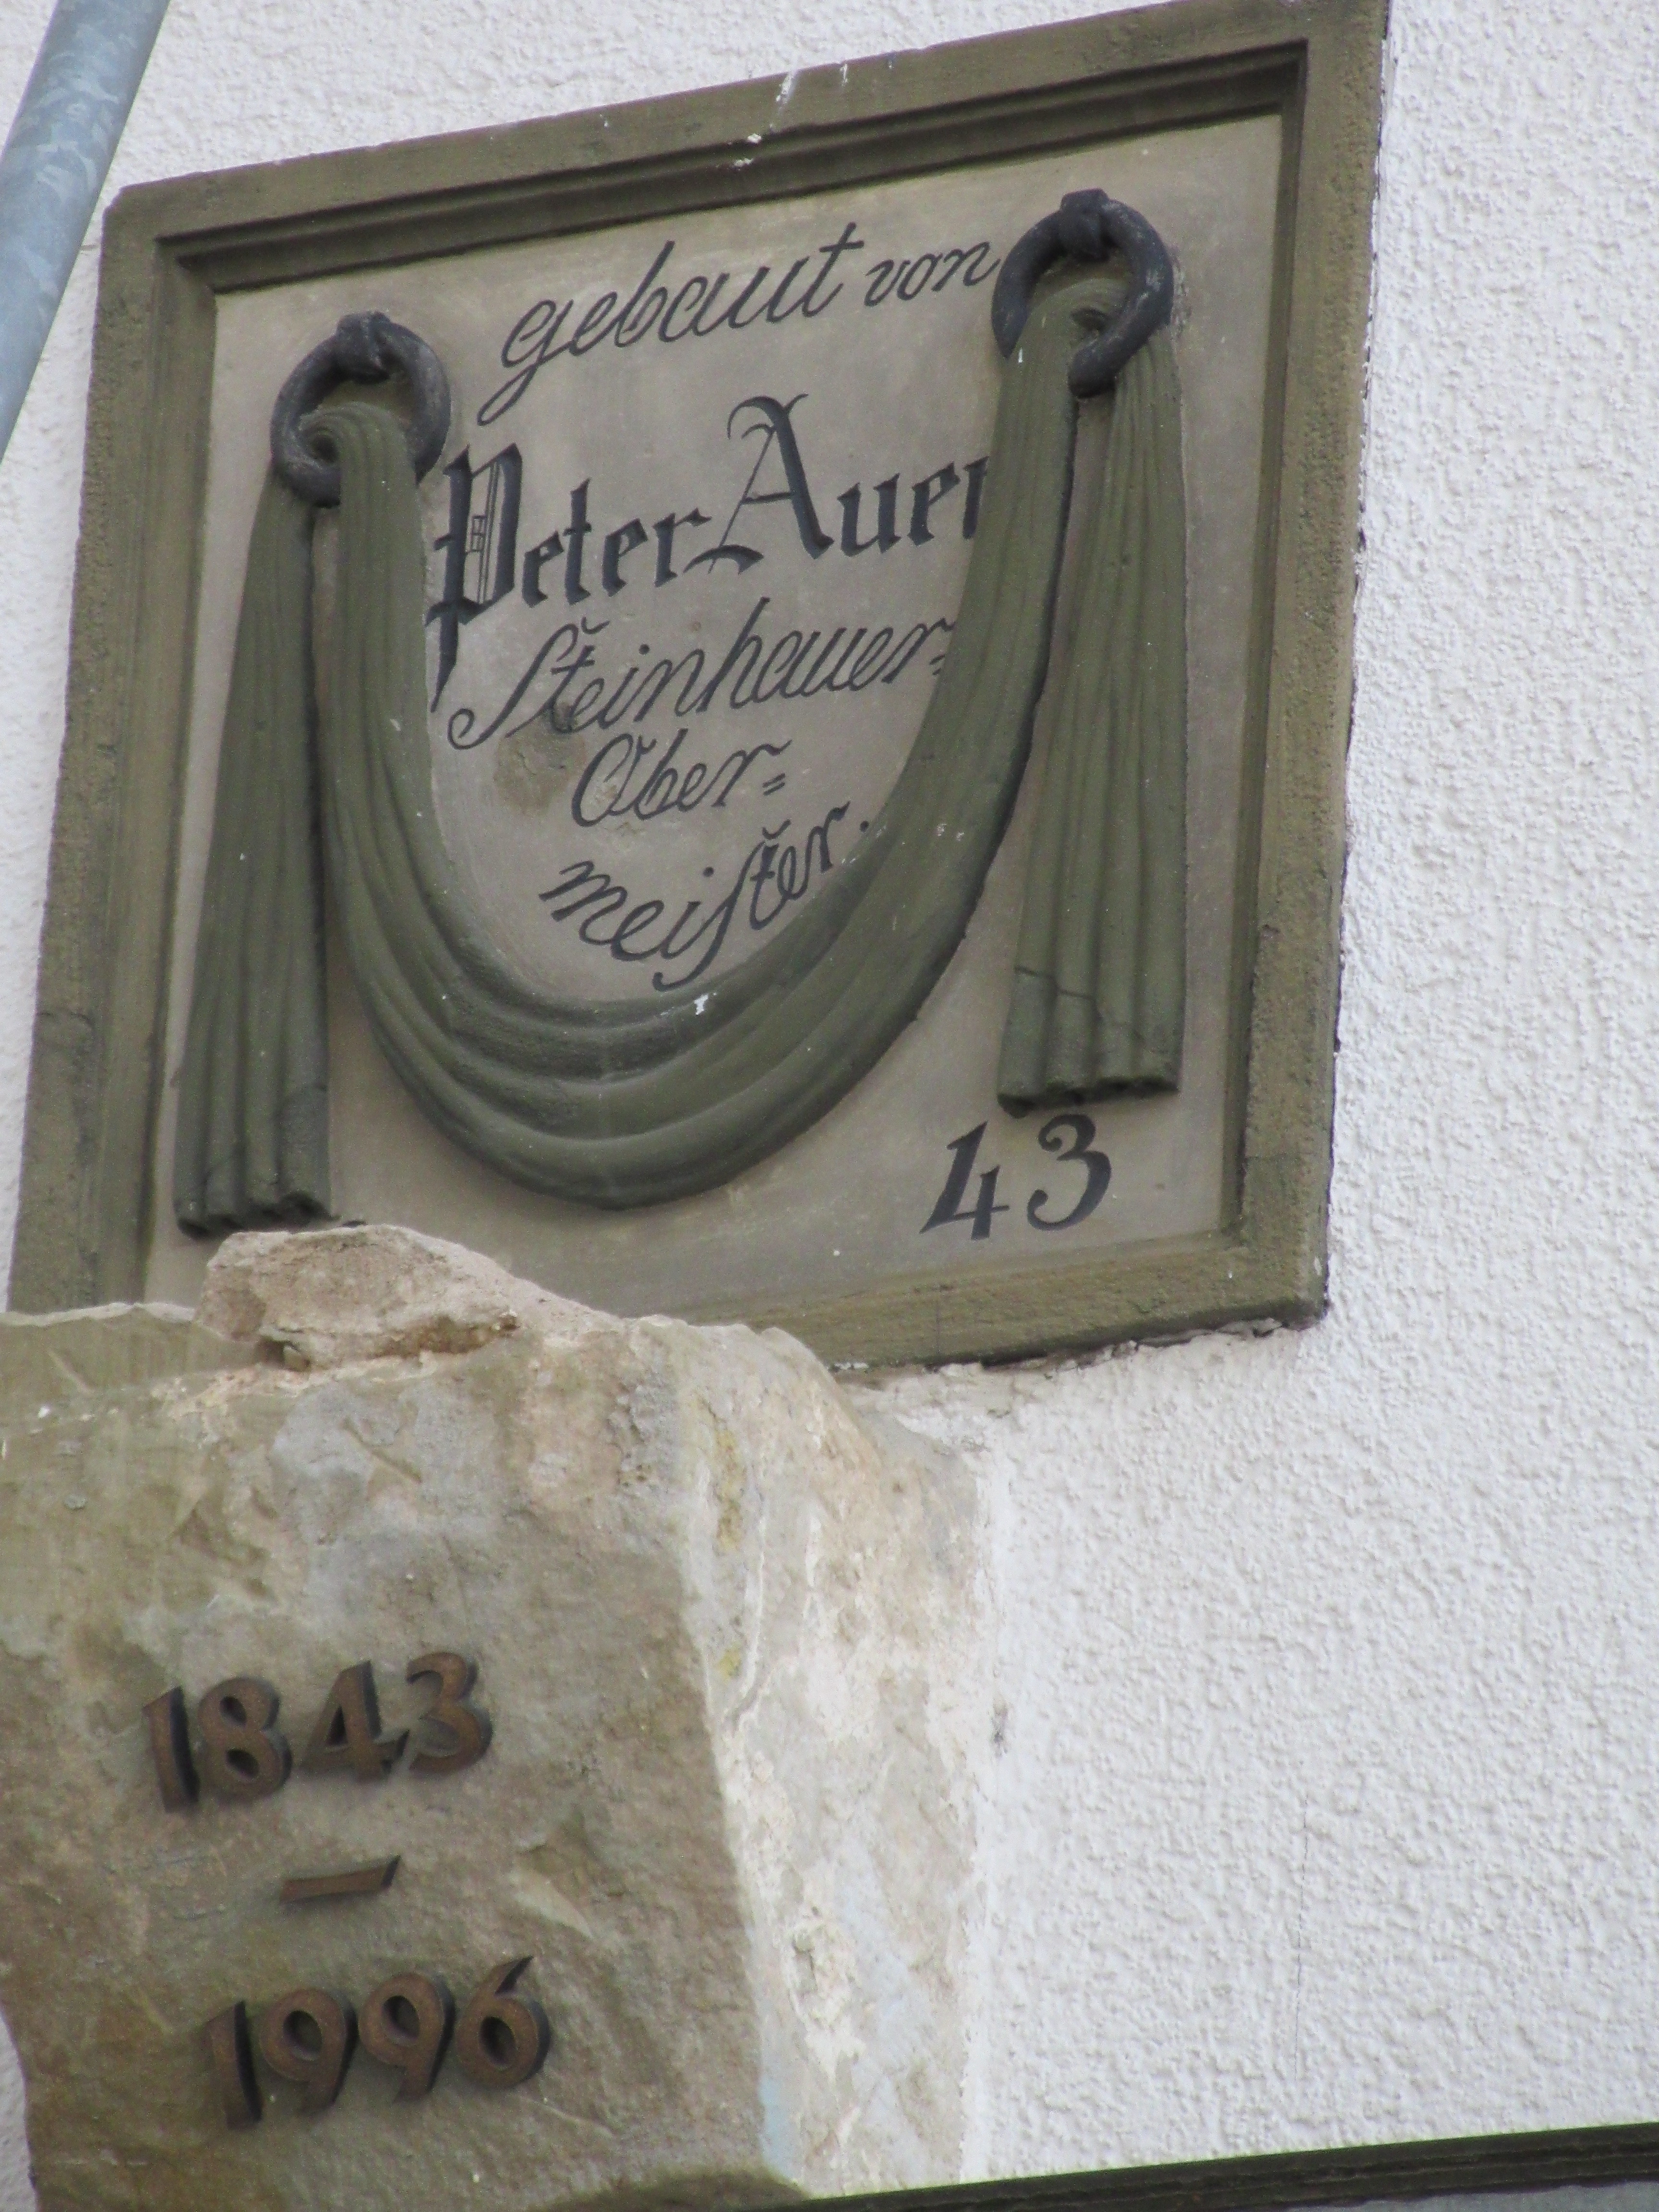 gebaut von
Peter Auer
Steinhauer=
Ober=
meister.
43
1843
–
1996